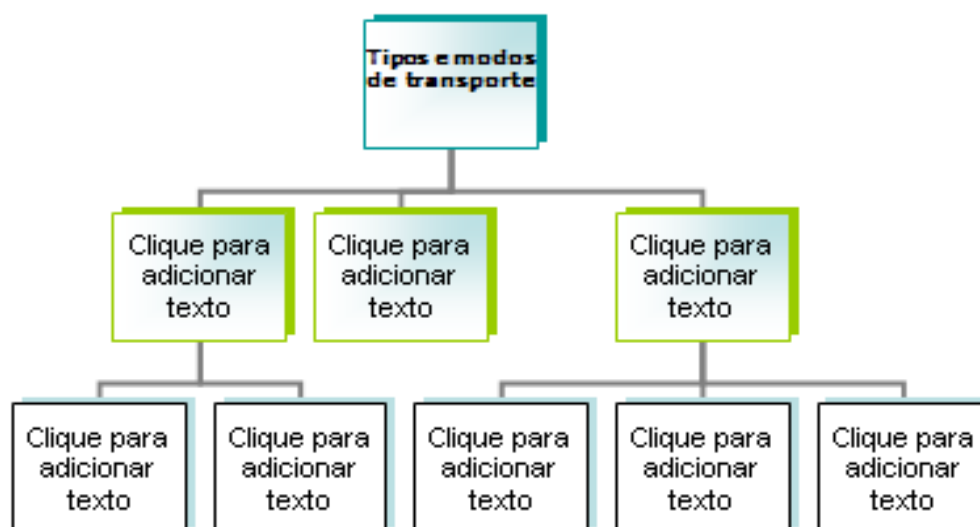 Tipos e modos
de transporte
Clique para
adicionar
texto
Clique para
adicionar
texto
Clique para
adicionar
texto
Clique para
adicionar
texto
Clique para
adicionar
texto
Clique para
adicionar
texto
Clique para
adicionar
texto
Clique para
adicionar
texto